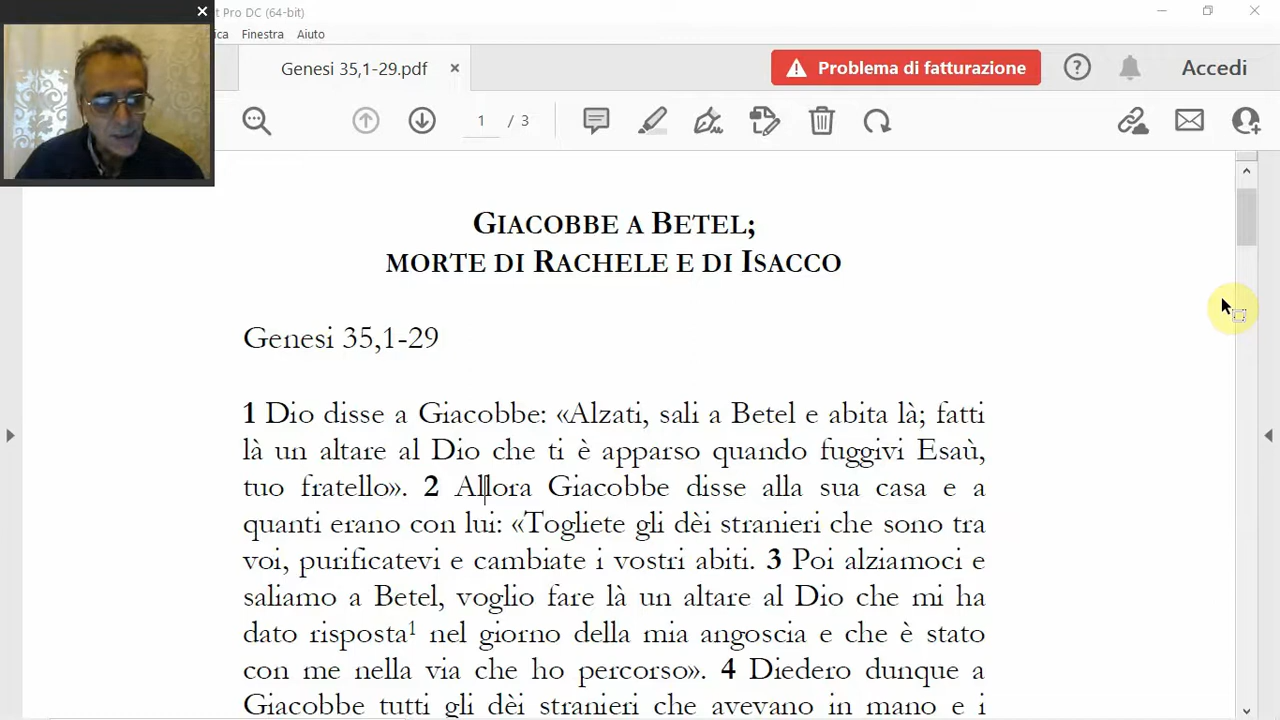 t Pro DC (64-bit)
ica Finestra Aiuto
Genesi 35,1-29.pdf
Problema di fatturazione
Accedi
1 / 3
GIACOBBE A BETEL;
MORTE DI RACHELE E DI ISACCO
Genesi 35,1-29
1 Dio disse a Giacobbe: «Alzati, sali a Betel e abita là; fatti
là un altare al Dio che ti è apparso quando fuggivi Esaù,
tuo fratello». 2 Allora Giacobbe disse alla sua casa e a
quanti erano con lui: «Togliete gli dèi stranieri che sono tra
voi, purificatevi e cambiate i vostri abiti. 3 Poi alziamoci e
saliamo a Betel, voglio fare là un altare al Dio che mi ha
dato risposta¹ nel giorno della mia angoscia e che è stato
con me nella via che ho percorso». 4 Diedero dunque a
Giacobbe tutti gli dèi stranieri che avevano in mano e i